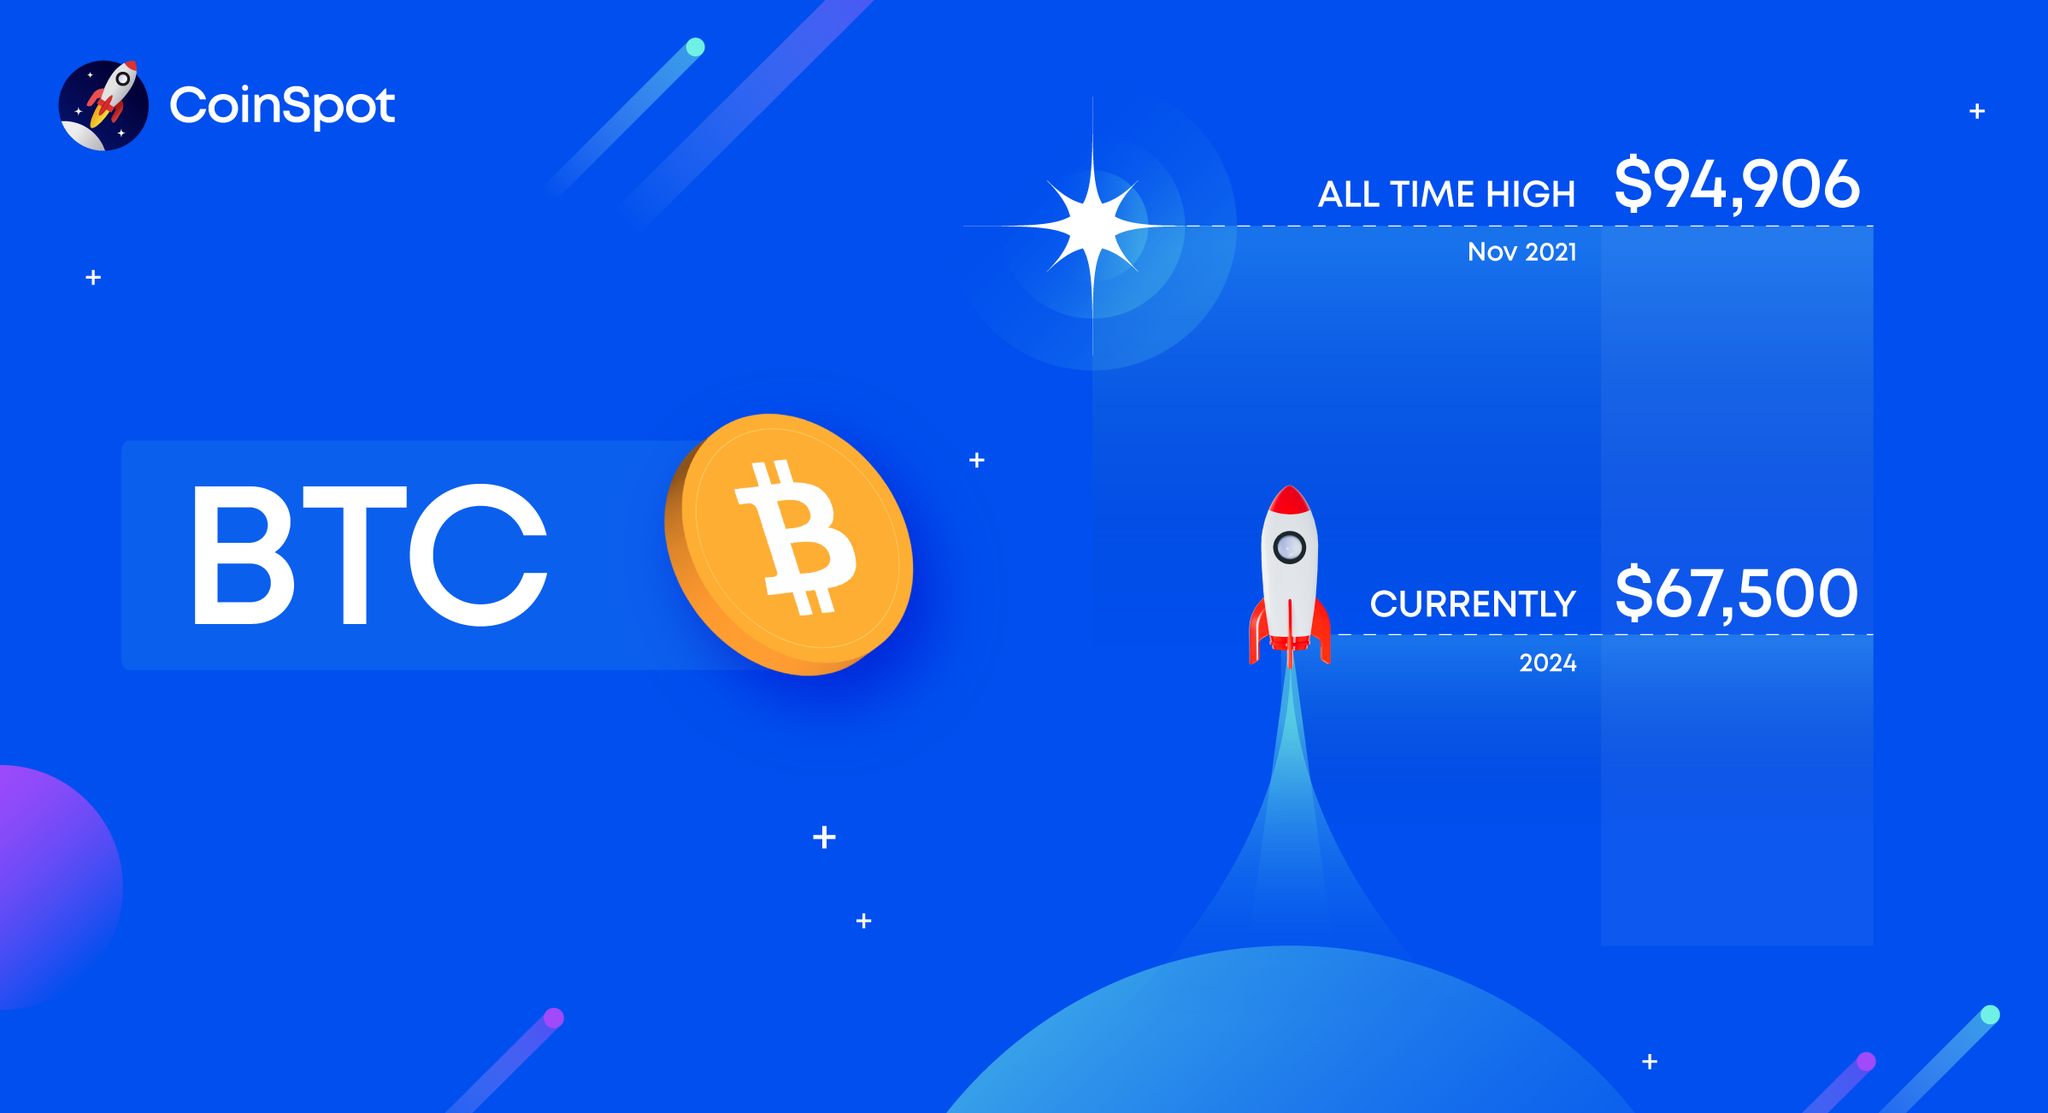 CoinSpot
BTC
ALL TIME HIGH $94,906
Nov 2021
CURRENTLY $67,500
2024